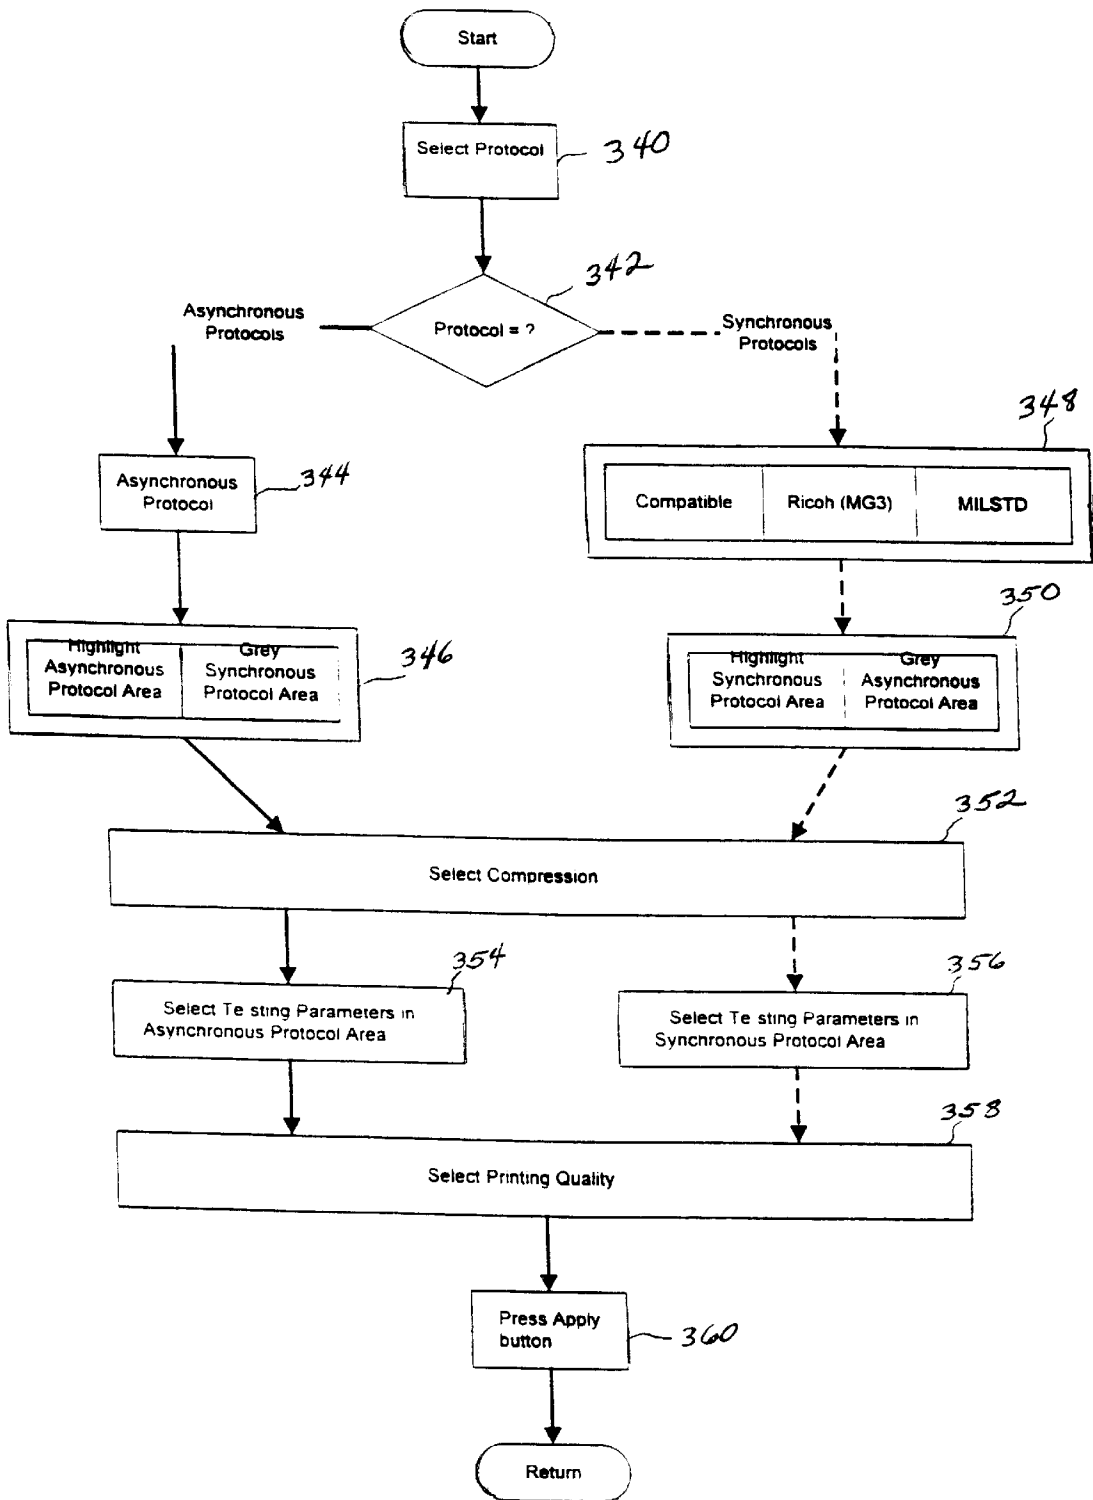 Start
Select Protocol
340
342
Asynchronous
Protocols
Protocol = ?
Synchronous
Protocols
348
Asynchronous
Protocol
344
Compatible
Ricoh (MG3)
MILSTD
350
Highlight
Asynchronous
Protocol Area
Grey
Synchronous
Protocol Area
346
Highlight
Synchronous
Protocol Area
Grey
Asynchronous
Protocol Area
352
Select Compression
354
356
Select Te sting Parameters in
Asynchronous Protocol Area
Select Te sting Parameters in
Synchronous Protocol Area
358
Select Printing Quality
Press Apply
button
360
Return